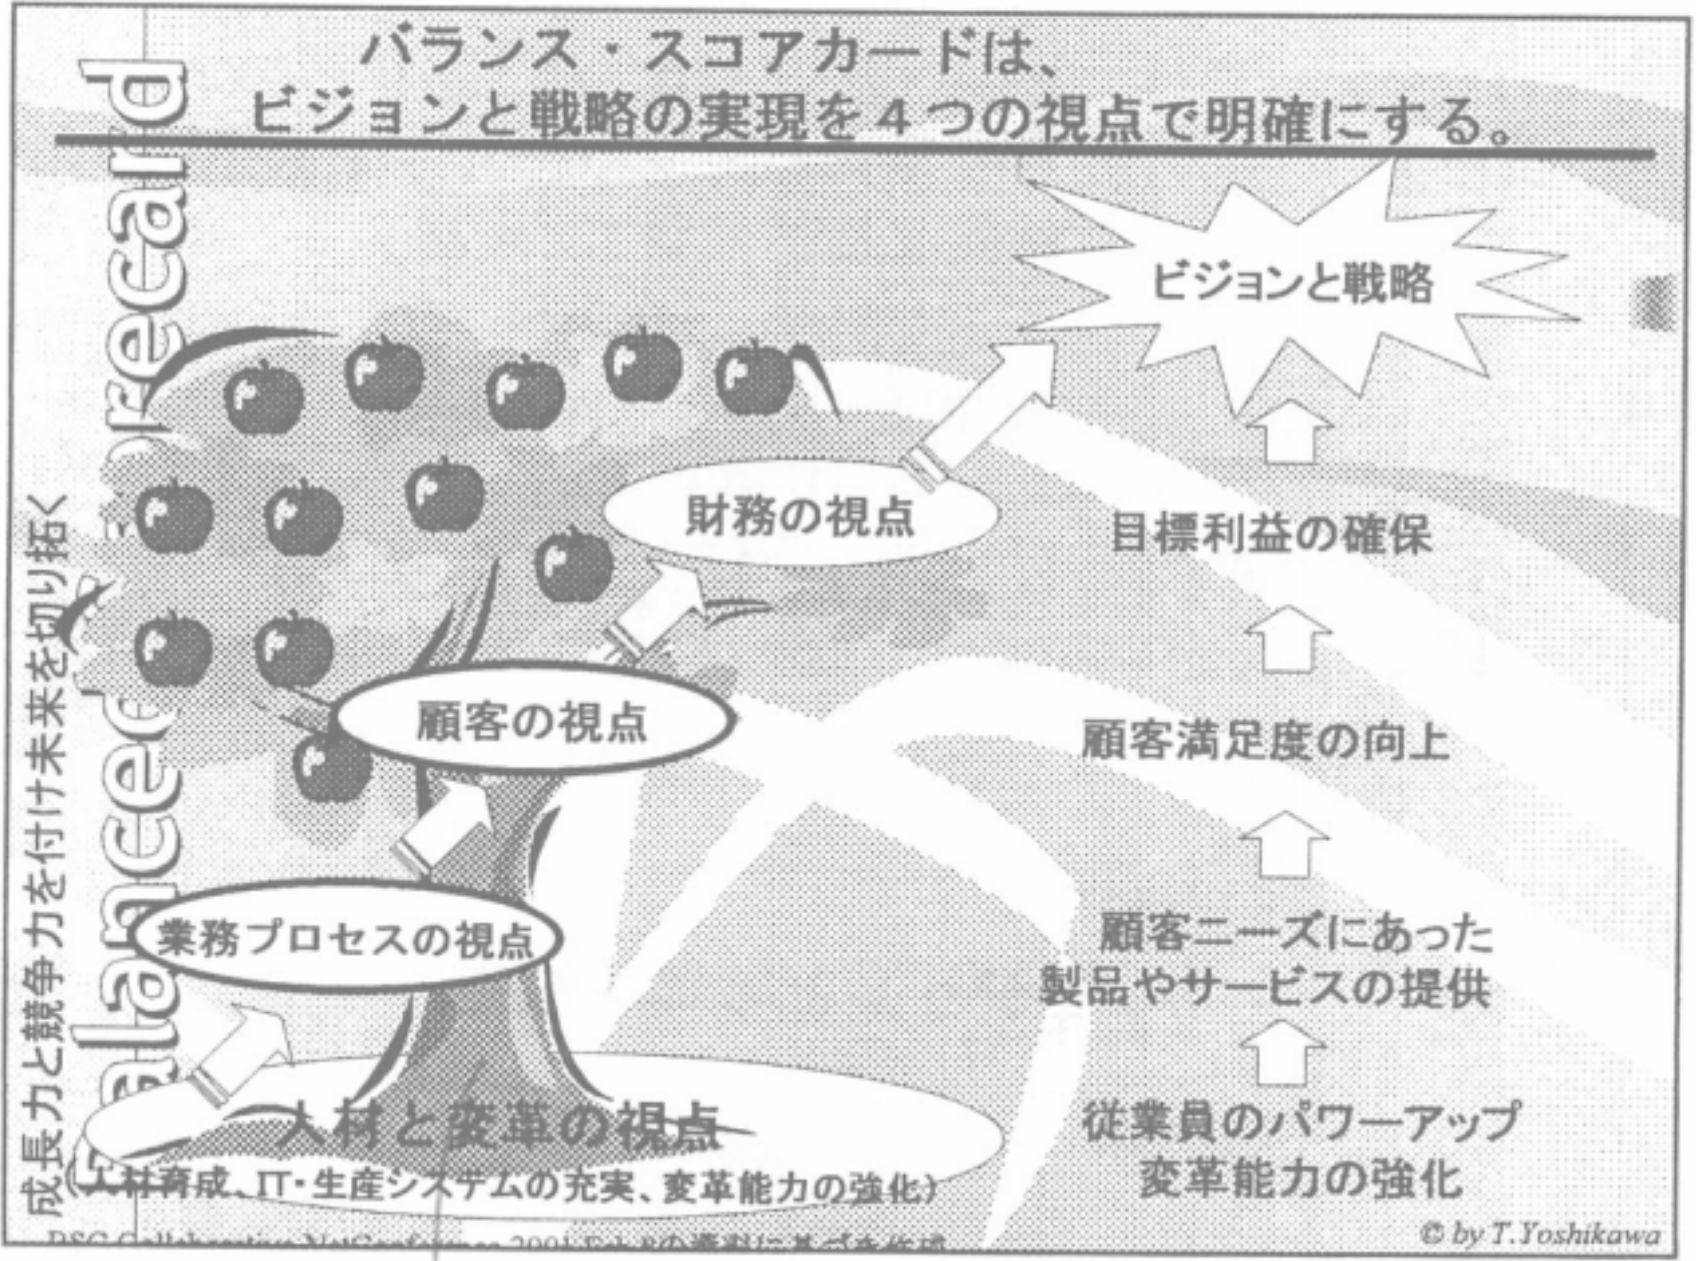 バランス・スコアカードは、
ビジョンと戦略の実現を4つの視点で明確にする。
成長力と競争力を付け未来を切り拓く
ビジョンと戦略
財務の視点
目標利益の確保
顧客の視点
顧客満足度の向上
業務プロセスの視点
顧客ニーズにあった
製品やサービスの提供
人材と変革の視点
(人材育成、IT・生産システムの充実、変革能力の強化)
従業員のパワーアップ
変革能力の強化
© by T.Yoshikawa